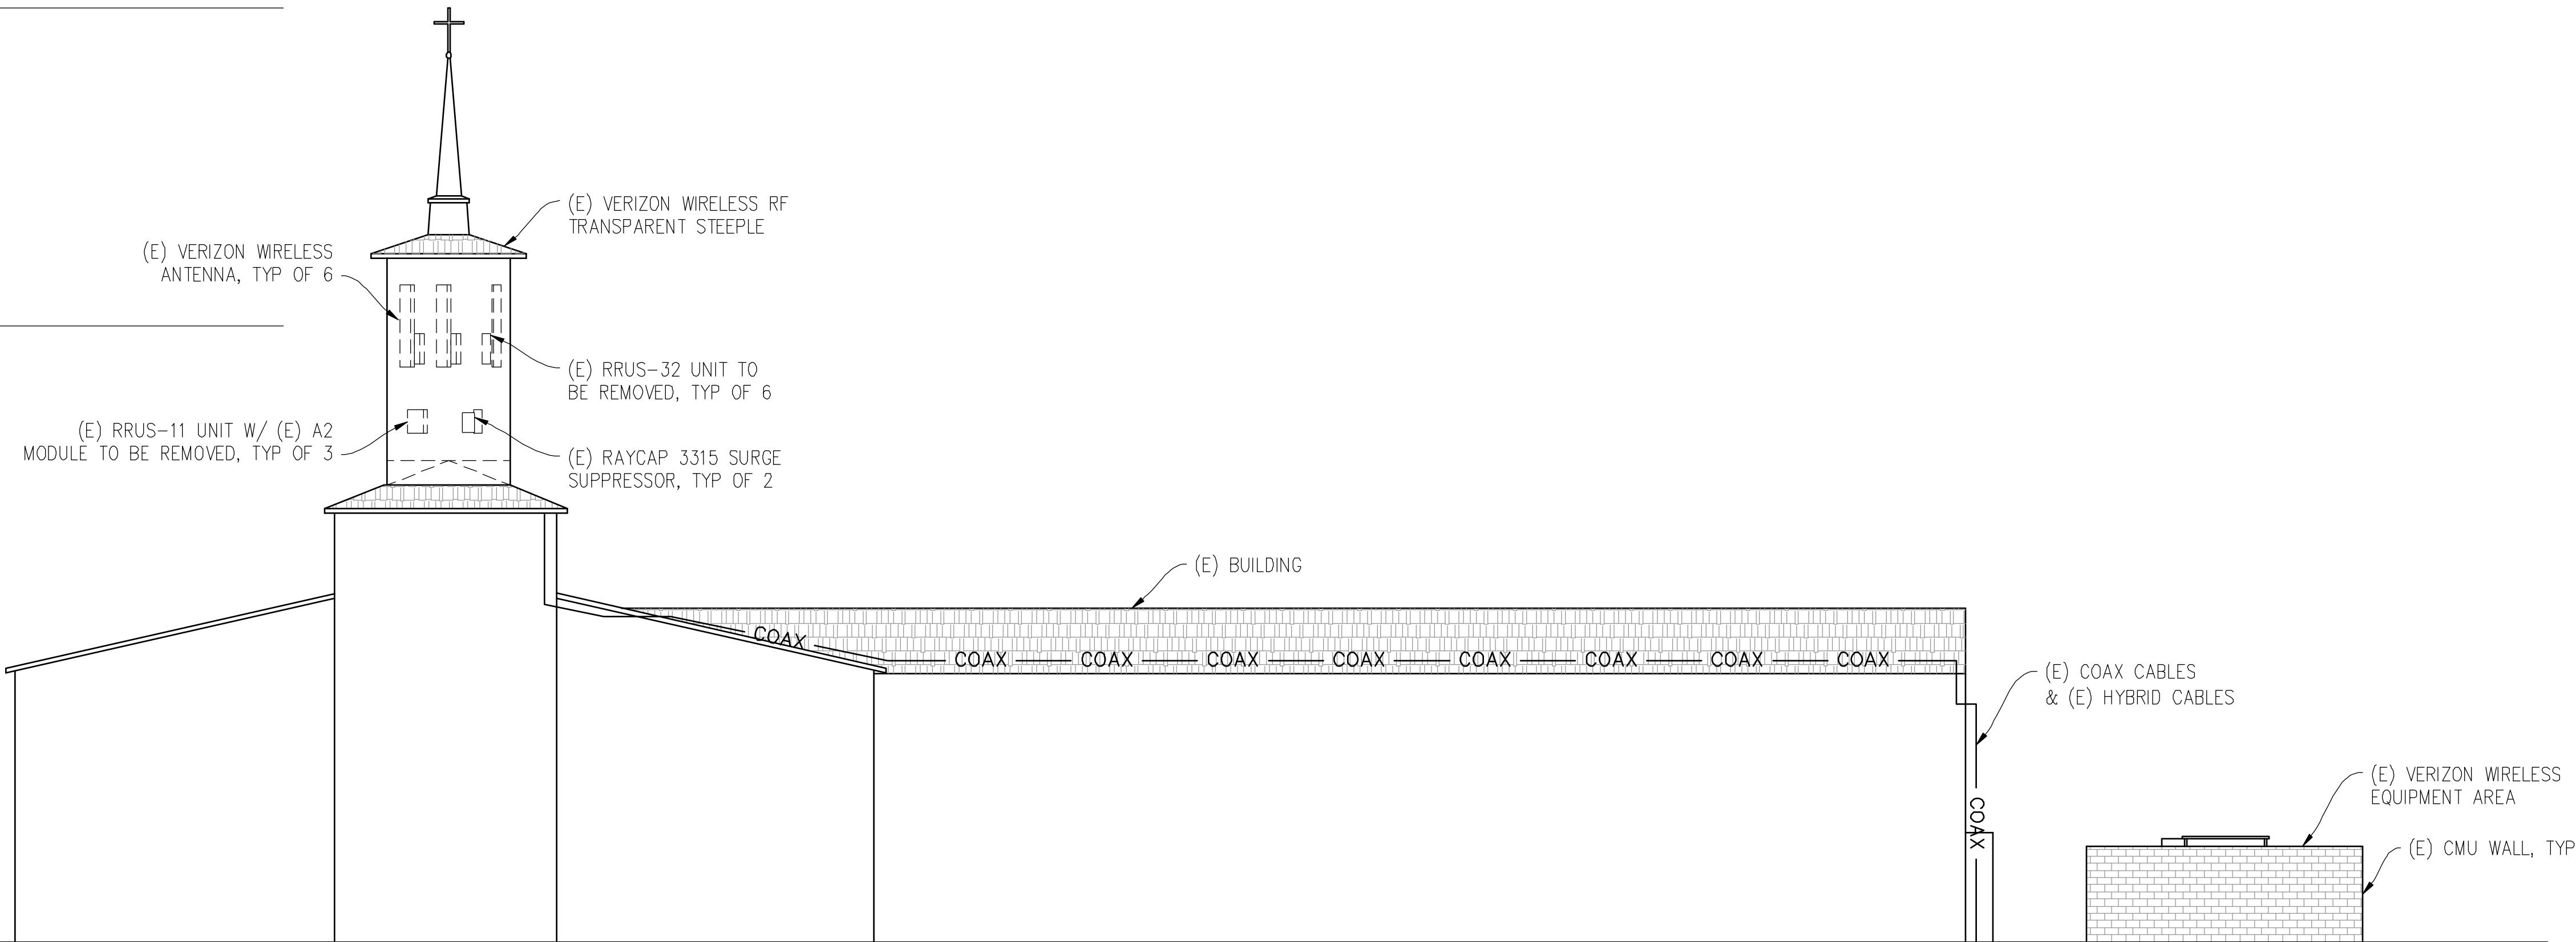 (E) VERIZON WIRELESS RF
TRANSPARENT STEEPLE
(E) VERIZON WIRELESS
ANTENNA, TYP OF 6
(E) RRUS-32 UNIT TO
BE REMOVED, TYP OF 6
(E) RRUS-11 UNIT W/ (E) A2
MODULE TO BE REMOVED, TYP OF 3
(E) RAYCAP 3315 SURGE
SUPPRESSOR, TYP OF 2
(E) BUILDING
COAX COAX COAX COAX COAX COAX COAX COAX COAX
(E) COAX CABLES
& (E) HYBRID CABLES
COAX
(E) VERIZON WIRELESS
EQUIPMENT AREA
(E) CMU WALL, TYP